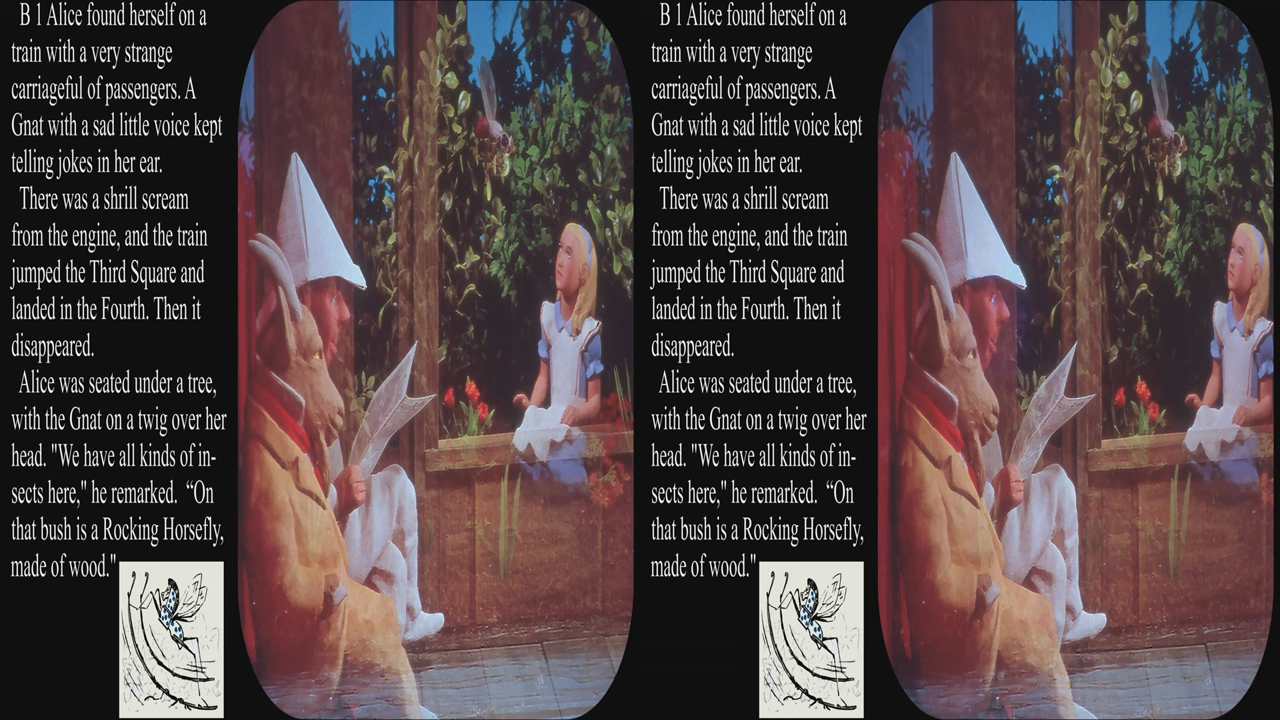 B 1 Alice found herself on a
train with a very strange
carriageful of passengers. A
Gnat with a sad little voice kept
telling jokes in her ear.
There was a shrill scream
from the engine, and the train
jumped the Third Square and
landed in the Fourth. Then it
disappeared.
Alice was seated under a tree,
with the Gnat on a twig over her
head. "We have all kinds of in-
sects here," he remarked. “On
that bush is a Rocking Horsefly,
made of wood."
B 1 Alice found herself on a
train with a very strange
carriageful of passengers. A
Gnat with a sad little voice kept
telling jokes in her ear.
There was a shrill scream
from the engine, and the train
jumped the Third Square and
landed in the Fourth. Then it
disappeared.
Alice was seated under a tree,
with the Gnat on a twig over her
head. "We have all kinds of in-
sects here," he remarked. “On
that bush is a Rocking Horsefly,
made of wood."